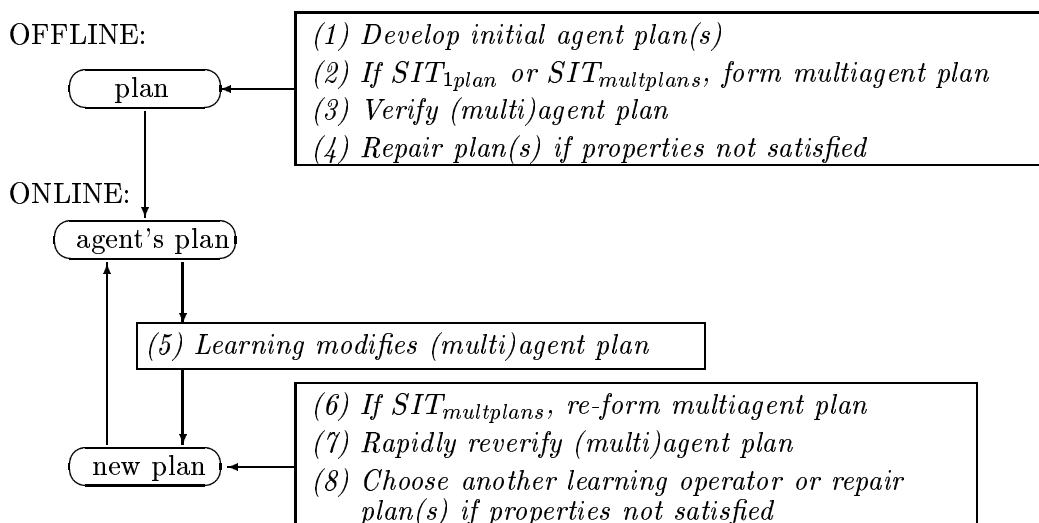 OFFLINE:
(1) Develop initial agent plan(s)
(2) If SIT1plan or SITmultplans, form multiagent plan
(3) Verify (multi)agent plan
(4) Repair plan(s) if properties not satisfied
plan
ONLINE:
agent's plan
(5) Learning modifies (multi)agent plan
(6) If SITmultplans, re-form multiagent plan
(7) Rapidly reverify (multi)agent plan
(8) Choose another learning operator or repair
plan(s) if properties not satisfied
new plan